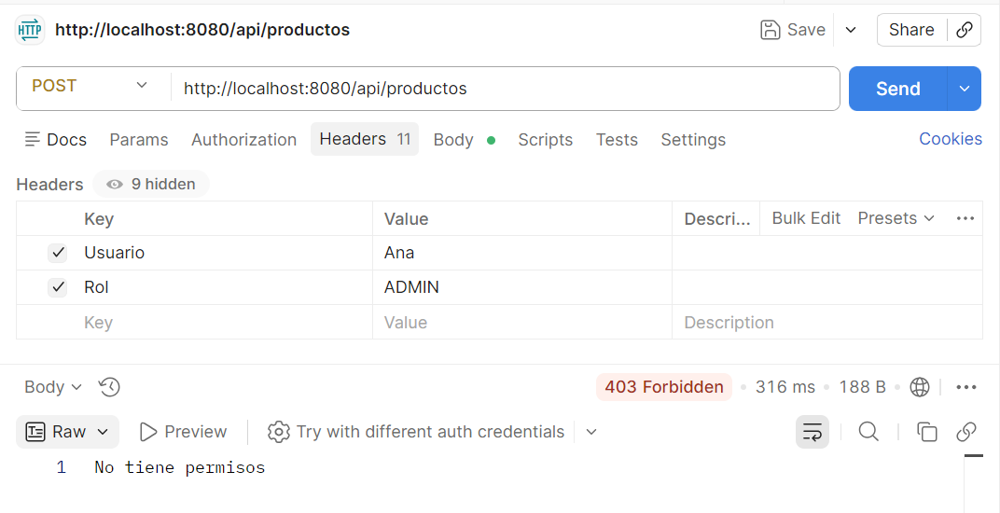 HTTP http://localhost:8080/api/productos Save Share
POST http://localhost:8080/api/productos Send
Docs Params Authorization Headers 11 Body Scripts Tests Settings Cookies
Headers 9 hidden
Key Value Descri... Bulk Edit Presets
Usuario Ana
Rol ADMIN
Key Value Description
Body 403 Forbidden 316 ms 188 B
Raw Preview Try with different auth credentials
1 No tiene permisos